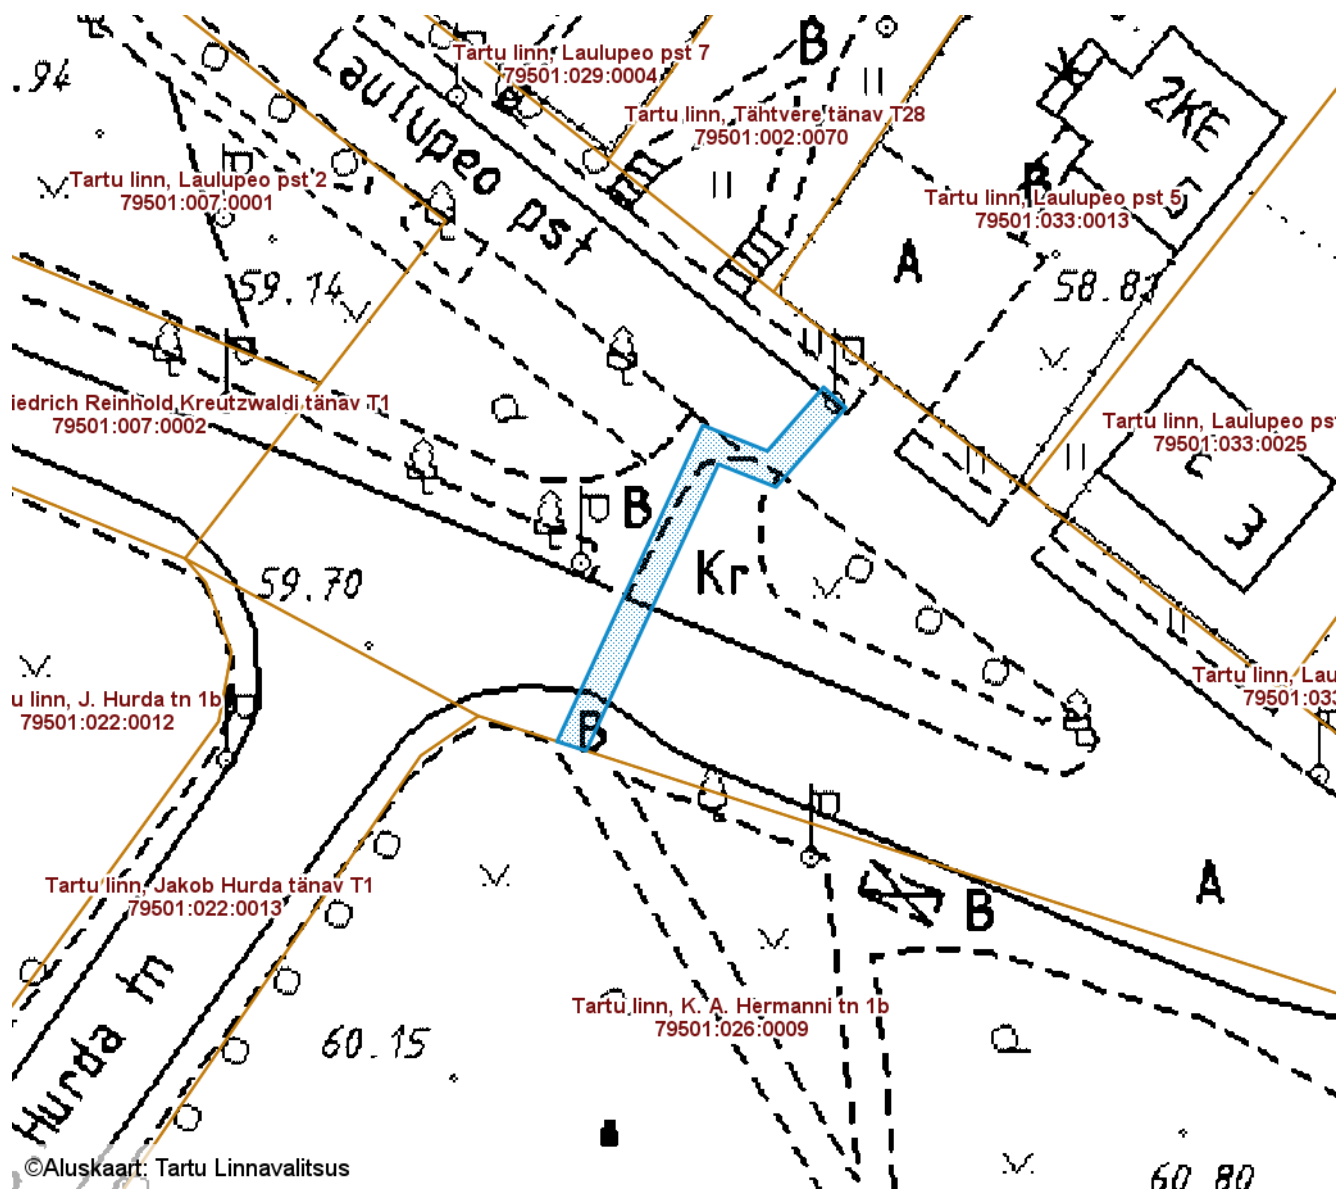 .94
Tartu linn, Laulupeo pst 7
79501:029:0004
B
Tartu linn, Tähtvere tänav T28
79501:002:0070
2KE
Laulupeo pst
Tartu linn, Laulupeo pst 2
79501:007:0001
Tartu linn, Laulupeo pst 5
79501:033:0013
A
59.14
58.81
iedrich Reinhold Kreutzwaldi tänav T1
79501:007:0002
Tartu linn, Laulupeo pst
79501:033:0025
B
Kr
59.70
u linn, J. Hurda tn 1b
79501:022:0012
Tartu linn, Lau
79501:033
B
Tartu linn, Jakob Hurda tänav T1
79501:022:0013
A
B
Hurda tn
Tartu linn, K. A. Hermanni tn 1b
79501:026:0009
60.15
©Aluskaart: Tartu Linnavalitsus
60.80